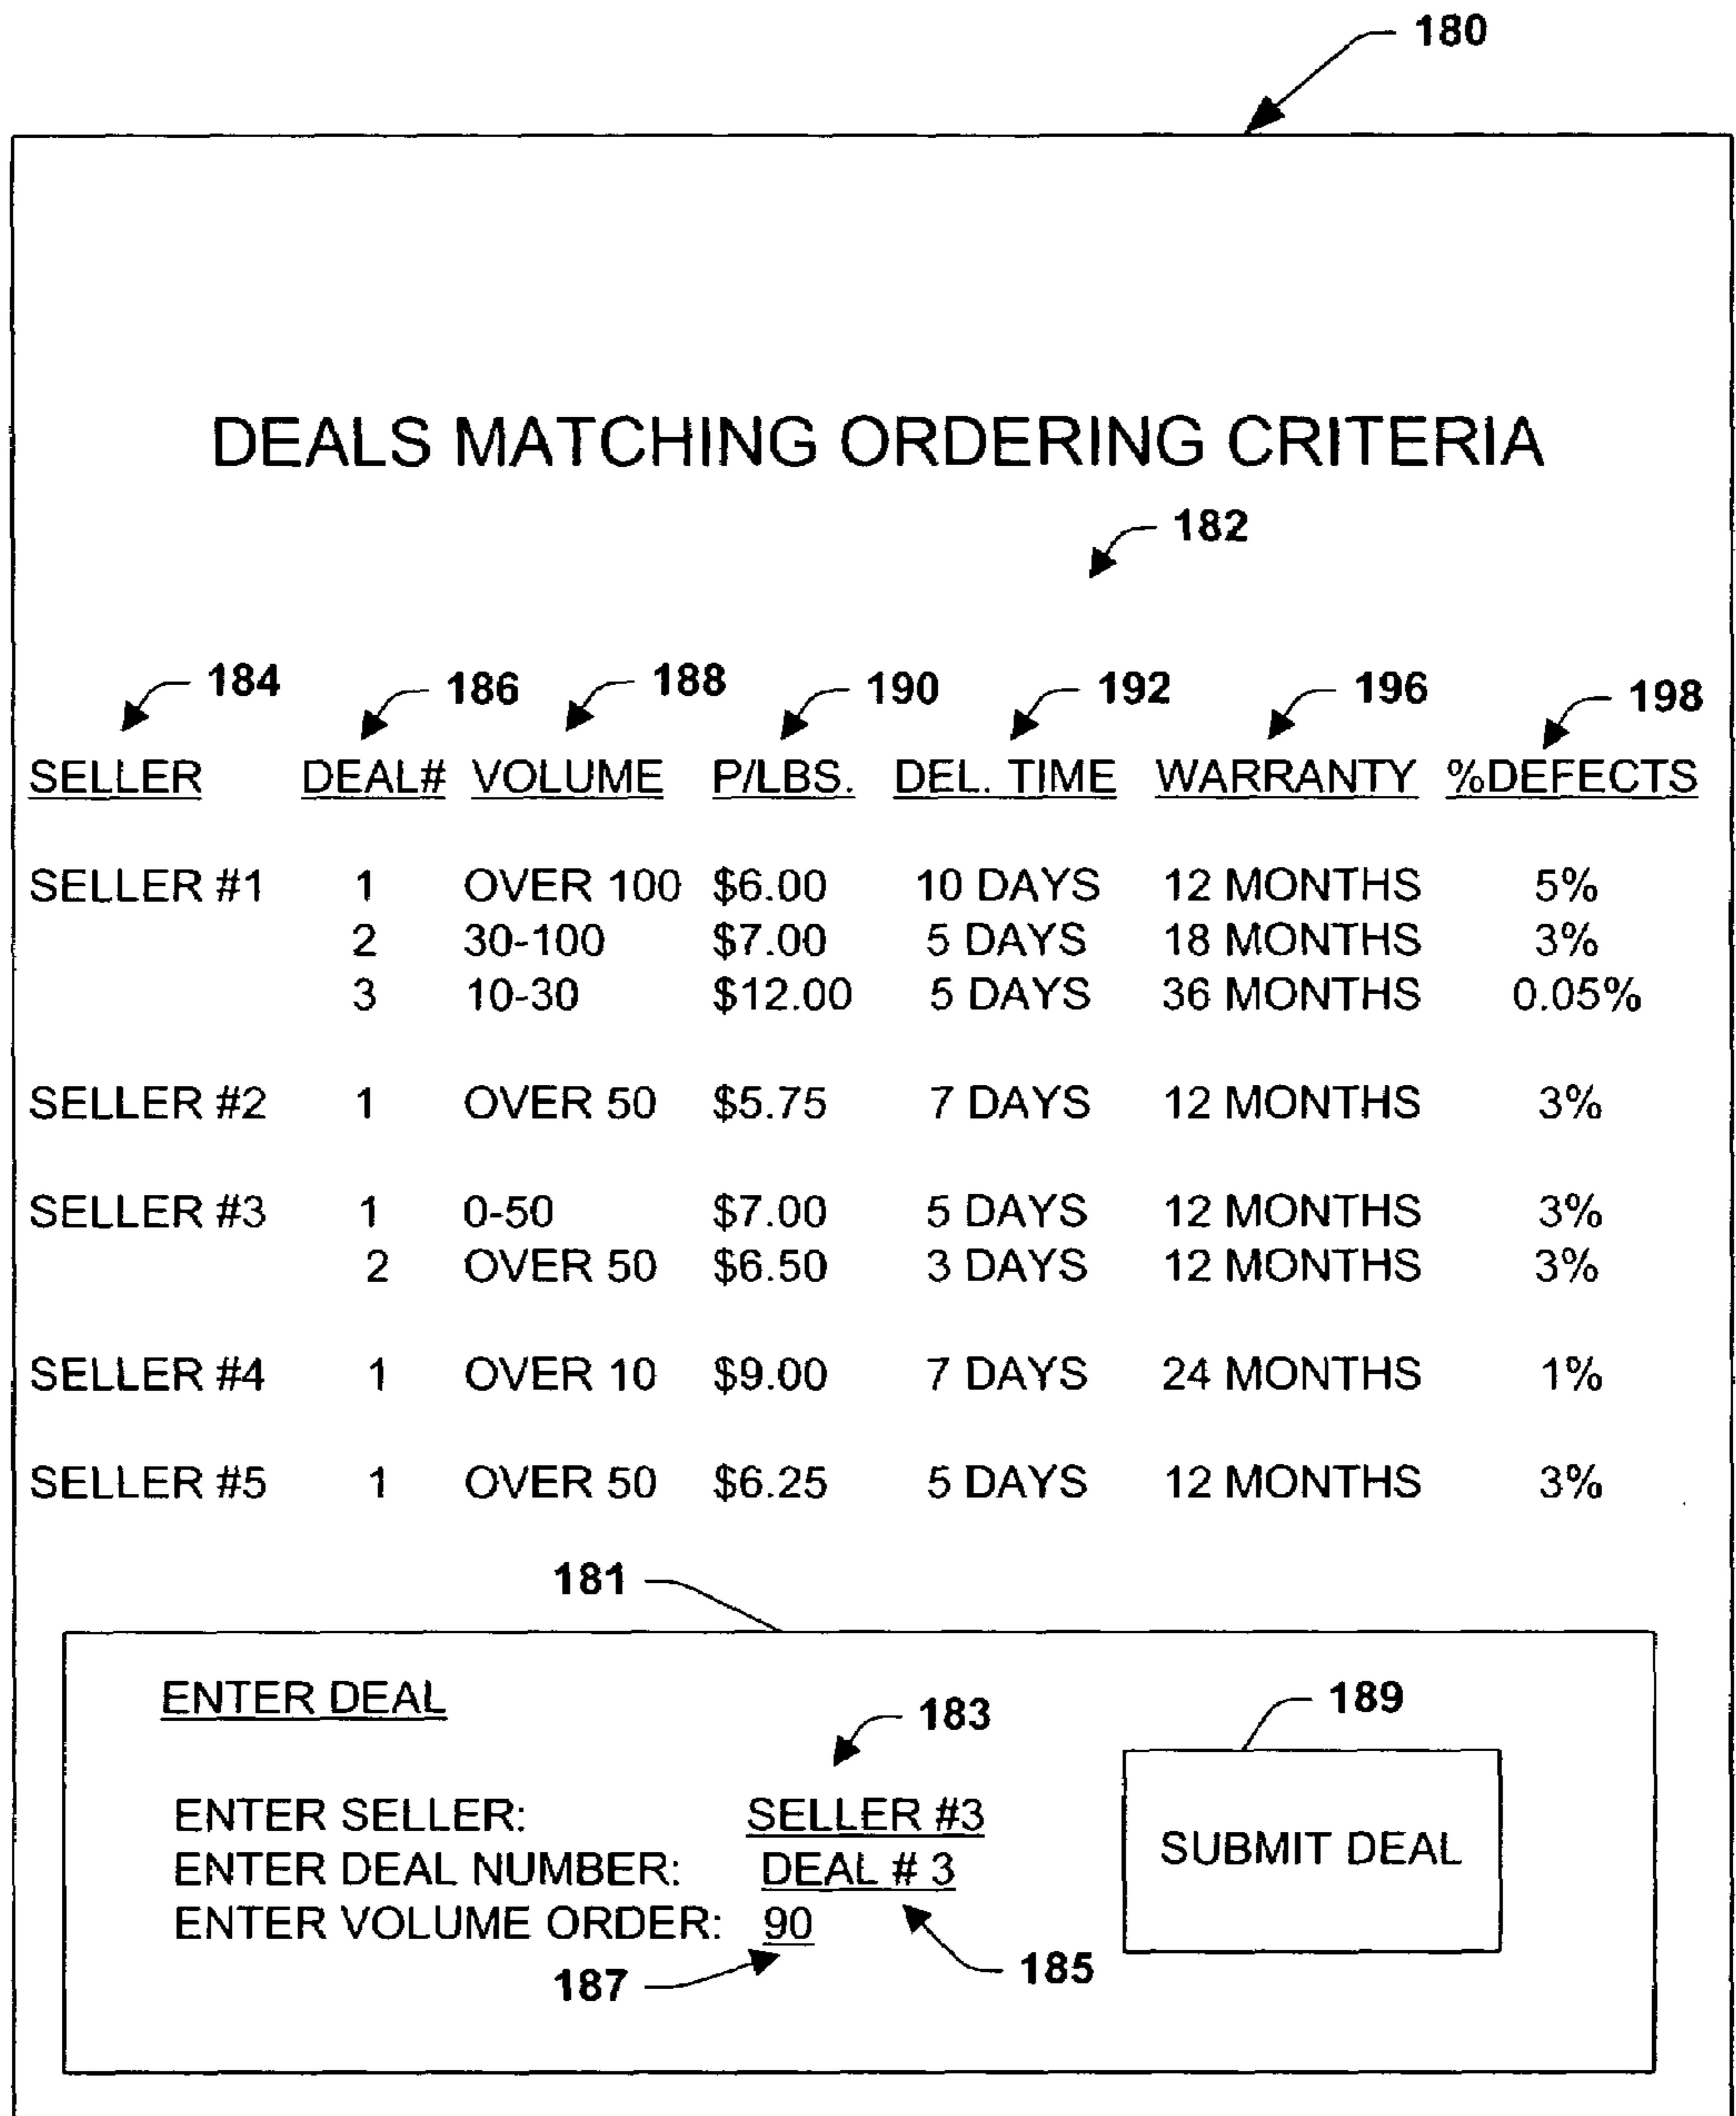 180
DEALS MATCHING ORDERING CRITERIA
182
184 186 188 190 192 196 198
SELLER DEAL# VOLUME P/LBS. DEL. TIME WARRANTY %DEFECTS
SELLER #1 1 OVER 100 $6.00 10 DAYS 12 MONTHS 5%
2 30-100 $7.00 5 DAYS 18 MONTHS 3%
3 10-30 $12.00 5 DAYS 36 MONTHS 0.05%
SELLER #2 1 OVER 50 $5.75 7 DAYS 12 MONTHS 3%
SELLER #3 1 0-50 $7.00 5 DAYS 12 MONTHS 3%
2 OVER 50 $6.50 3 DAYS 12 MONTHS 3%
SELLER #4 1 OVER 10 $9.00 7 DAYS 24 MONTHS 1%
SELLER #5 1 OVER 50 $6.25 5 DAYS 12 MONTHS 3%
181
ENTER DEAL 183 189
ENTER SELLER: SELLER #3
ENTER DEAL NUMBER: DEAL # 3
SUBMIT DEAL
ENTER VOLUME ORDER: 90
187 185